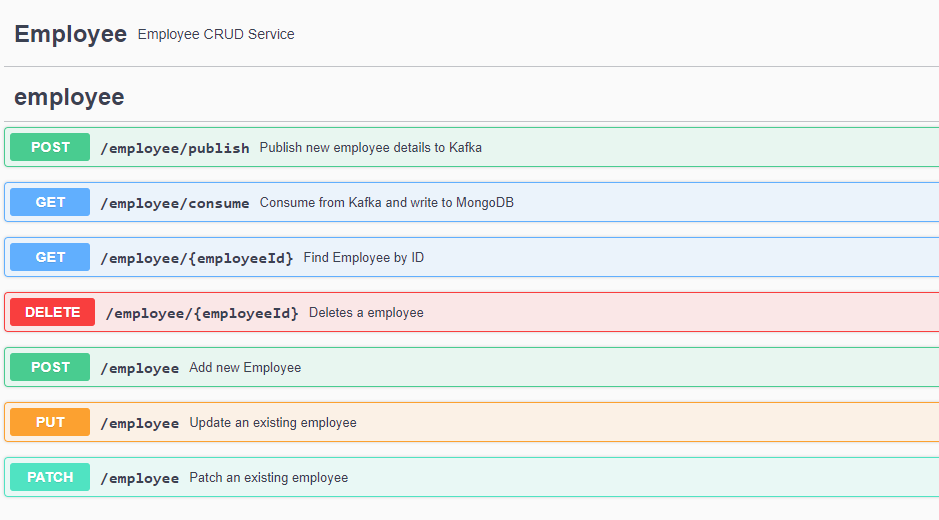 Employee Employee CRUD Service
employee
POST /employee/publish Publish new employee details to Kafka
GET /employee/consume Consume from Kafka and write to MongoDB
GET /employee/{employeeId} Find Employee by ID
DELETE /employee/{employeeId} Deletes a employee
POST /employee Add new Employee
PUT /employee Update an existing employee
PATCH /employee Patch an existing employee